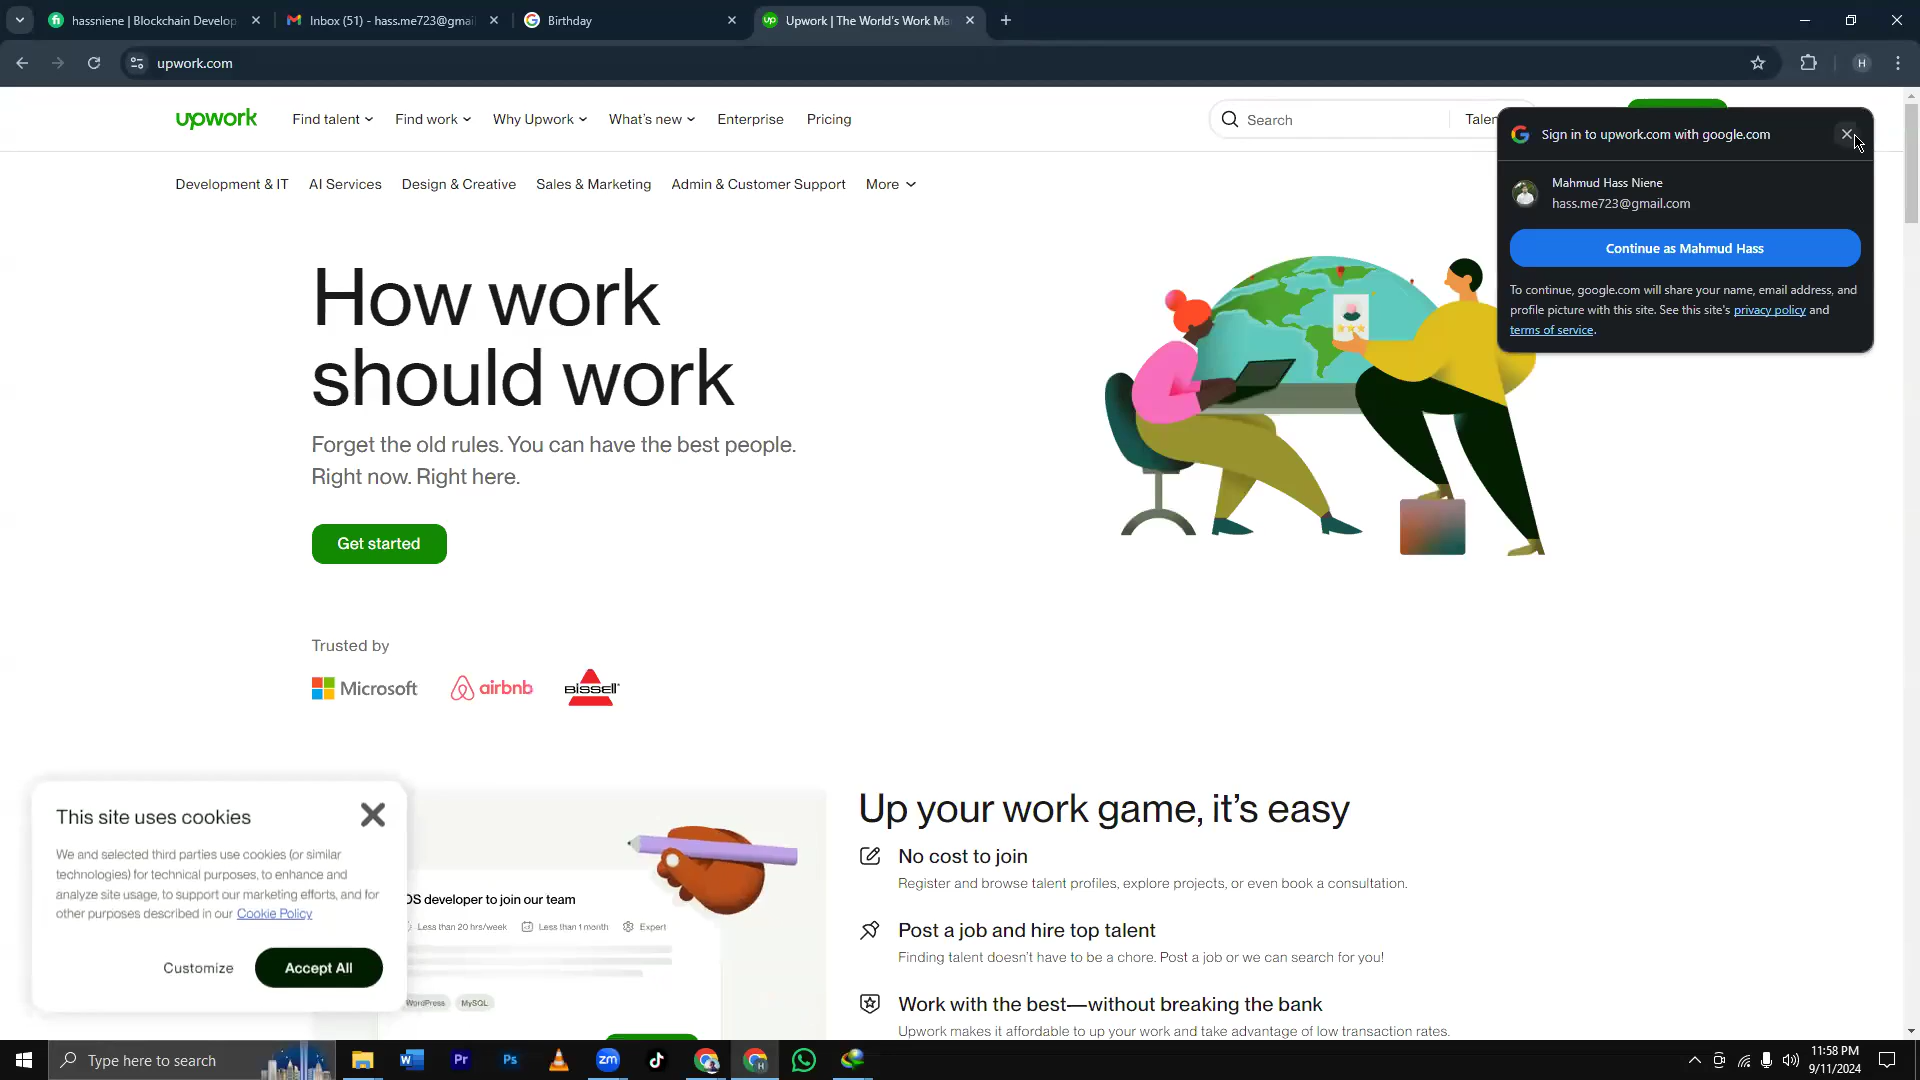 hassniene | Blockchain Develop
Inbox (51) - hass.me723@gmai
Birthday
Upwork | The World's Work Ma
upwork.com
H
upwork
Find talent
Find work
Why Upwork
What's new
Enterprise
Pricing
Search
Talen
Sign in to upwork.com with google.com
Mahmud Hass Niene
hass.me723@gmail.com
Continue as Mahmud Hass
To continue, google.com will share your name, email address, and
profile picture with this site. See this site's privacy policy and
terms of service.
Development & IT
AI Services
Design & Creative
Sales & Marketing
Admin & Customer Support
More
How work
should work
Forget the old rules. You can have the best people.
Right now. Right here.
Get started
Trusted by
Microsoft
airbnb
BISSELL
This site uses cookies
We and selected third parties use cookies (or similar
technologies) for technical purposes, to enhance and
analyze site usage, to support our marketing efforts, and for
other purposes described in our Cookie Policy
Customize
Accept All
OS developer to join our team
Less than 20 hrs/week
Less than 1 month
Expert
WordPress
MySQL
Up your work game, it's easy
No cost to join
Register and browse talent profiles, explore projects, or even book a consultation.
Post a job and hire top talent
Finding talent doesn't have to be a chore. Post a job or we can search for you!
Work with the best—without breaking the bank
Upwork makes it affordable to up your work and take advantage of low transaction rates.
Type here to search
Pr
Ps
zm
11:58 PM
9/11/2024